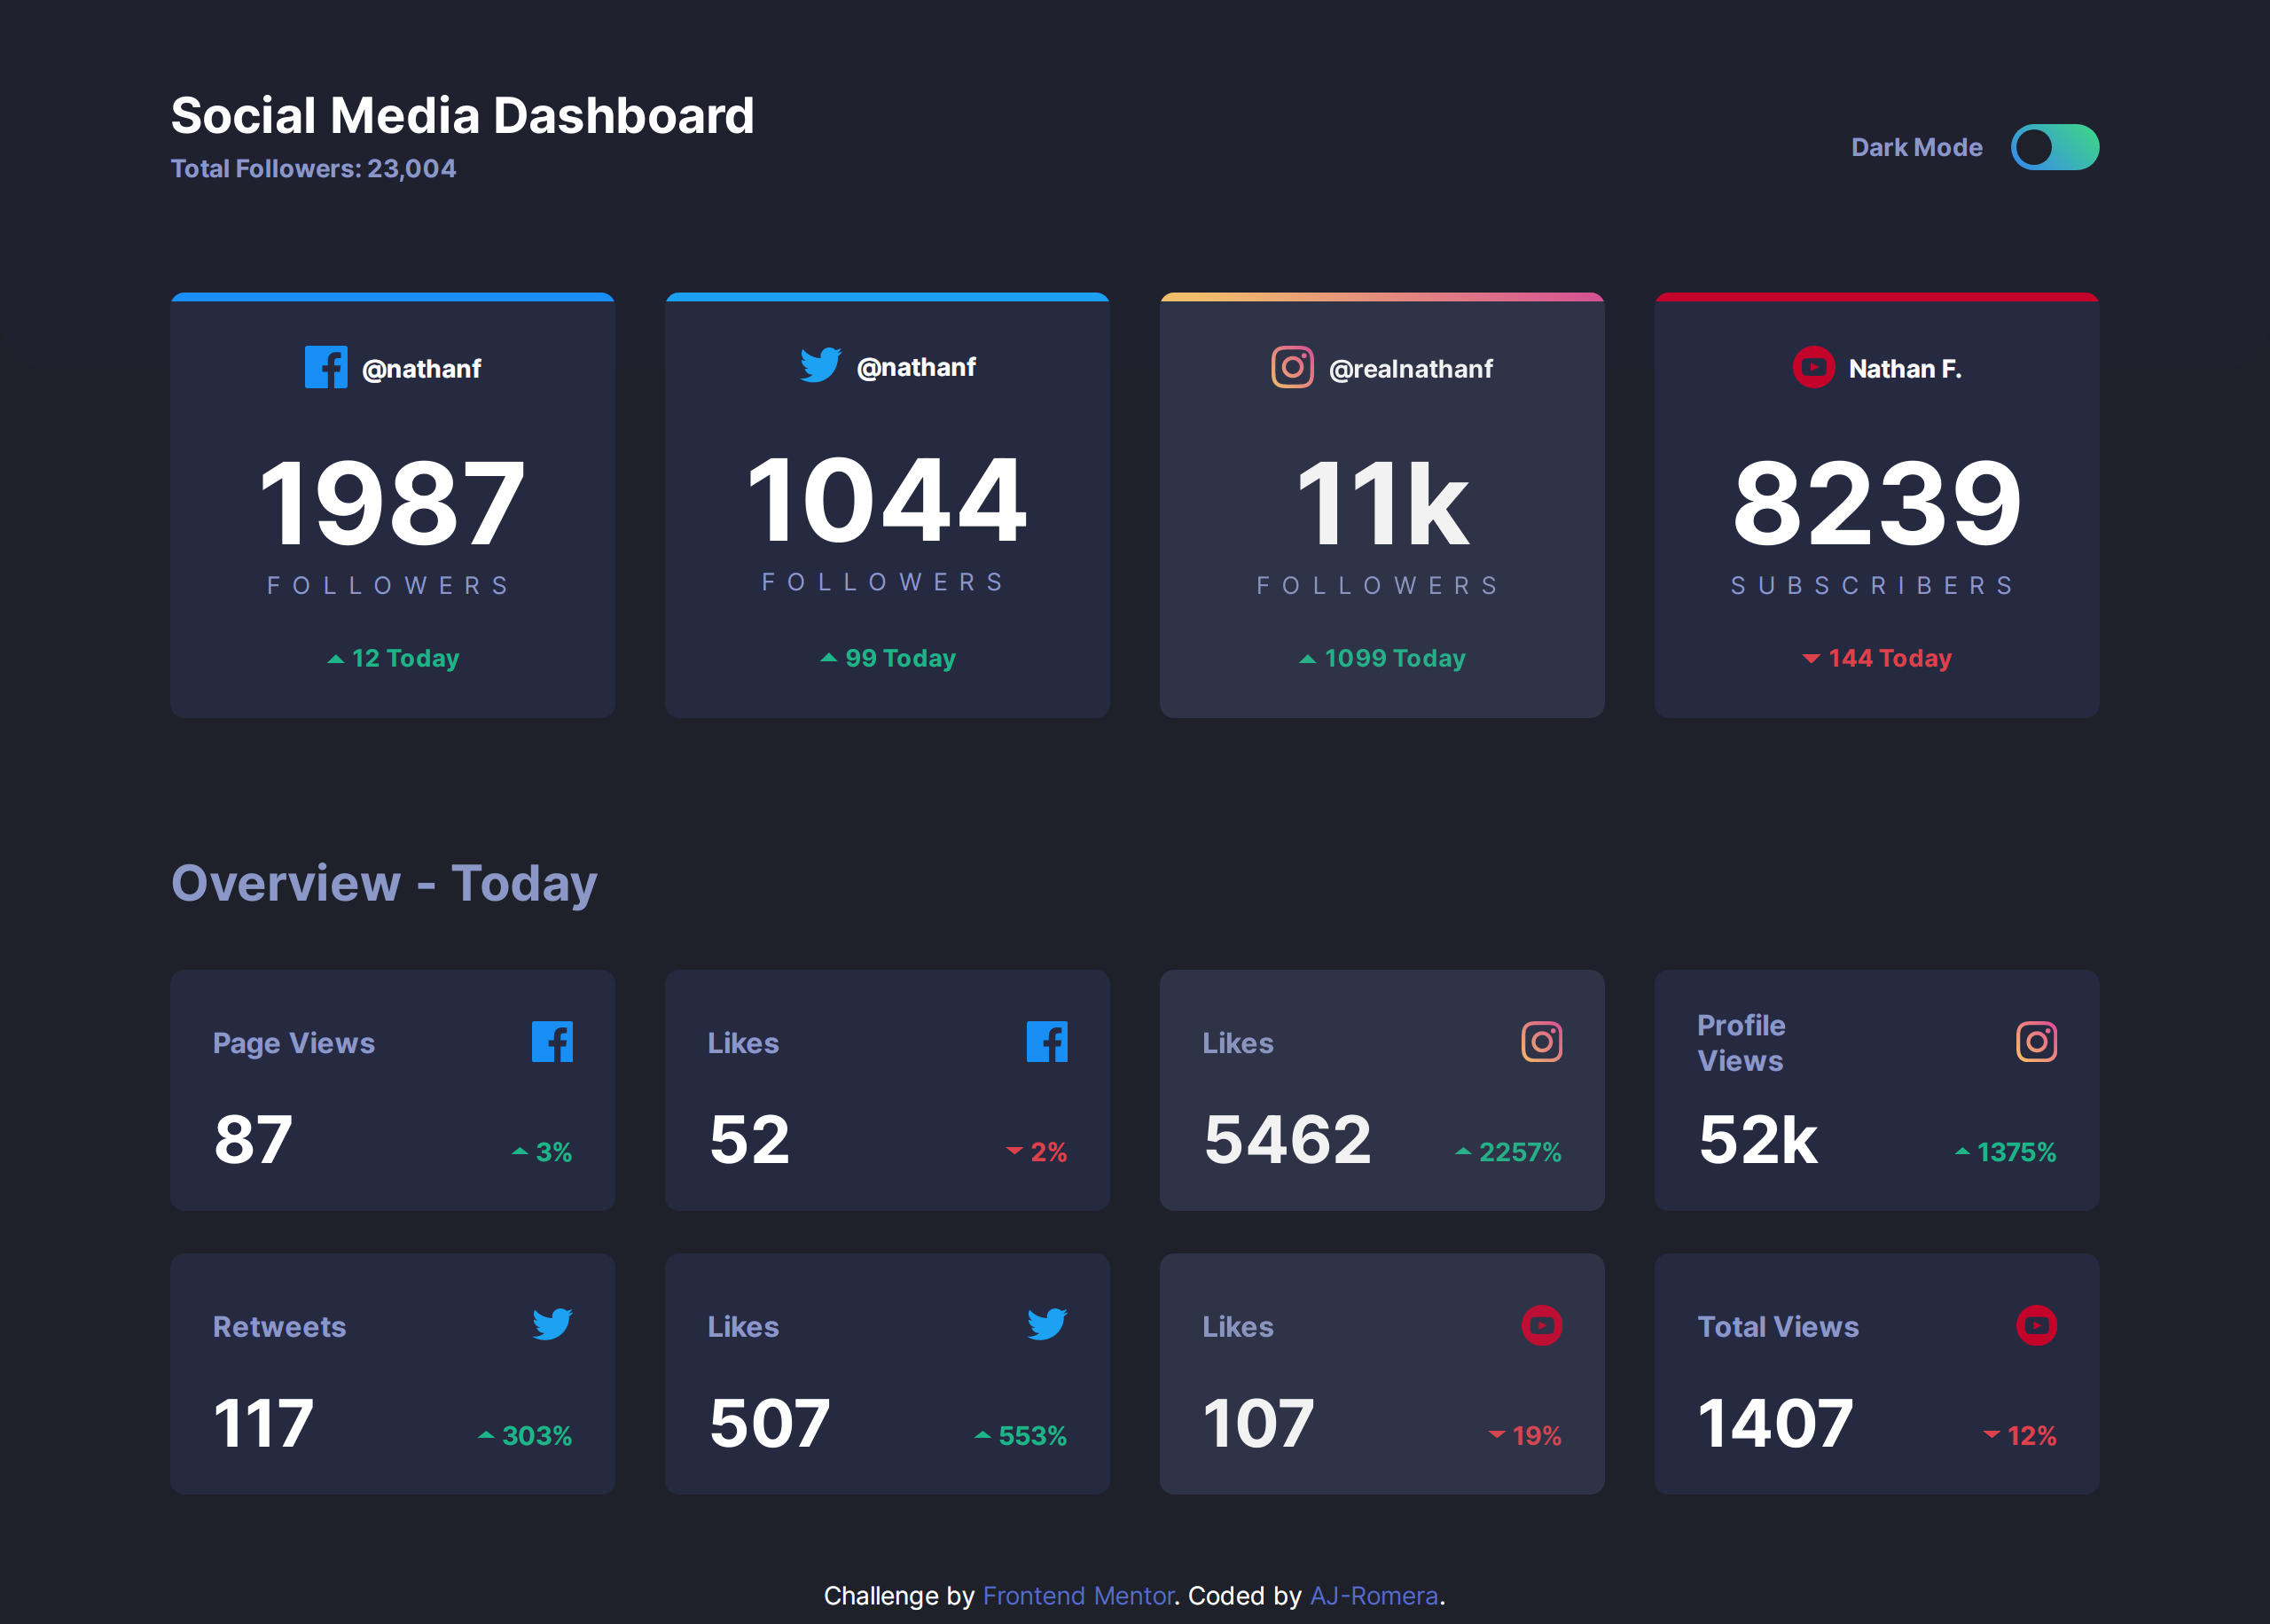 Social Media Dashboard
Total Followers: 23,004
Dark Mode
@nathanf
1987
FOLLOWERS
12 Today
@nathanf
1044
FOLLOWERS
99 Today
@realnathanf
11k
FOLLOWERS
1099 Today
Nathan F.
8239
SUBSCRIBERS
144 Today
Overview - Today
Page Views
87
3%
Likes
52
2%
Likes
5462
2257%
Profile
Views
52k
1375%
Retweets
117
303%
Likes
507
553%
Likes
107
19%
Total Views
1407
12%
Challenge by Frontend Mentor. Coded by AJ-Romera.